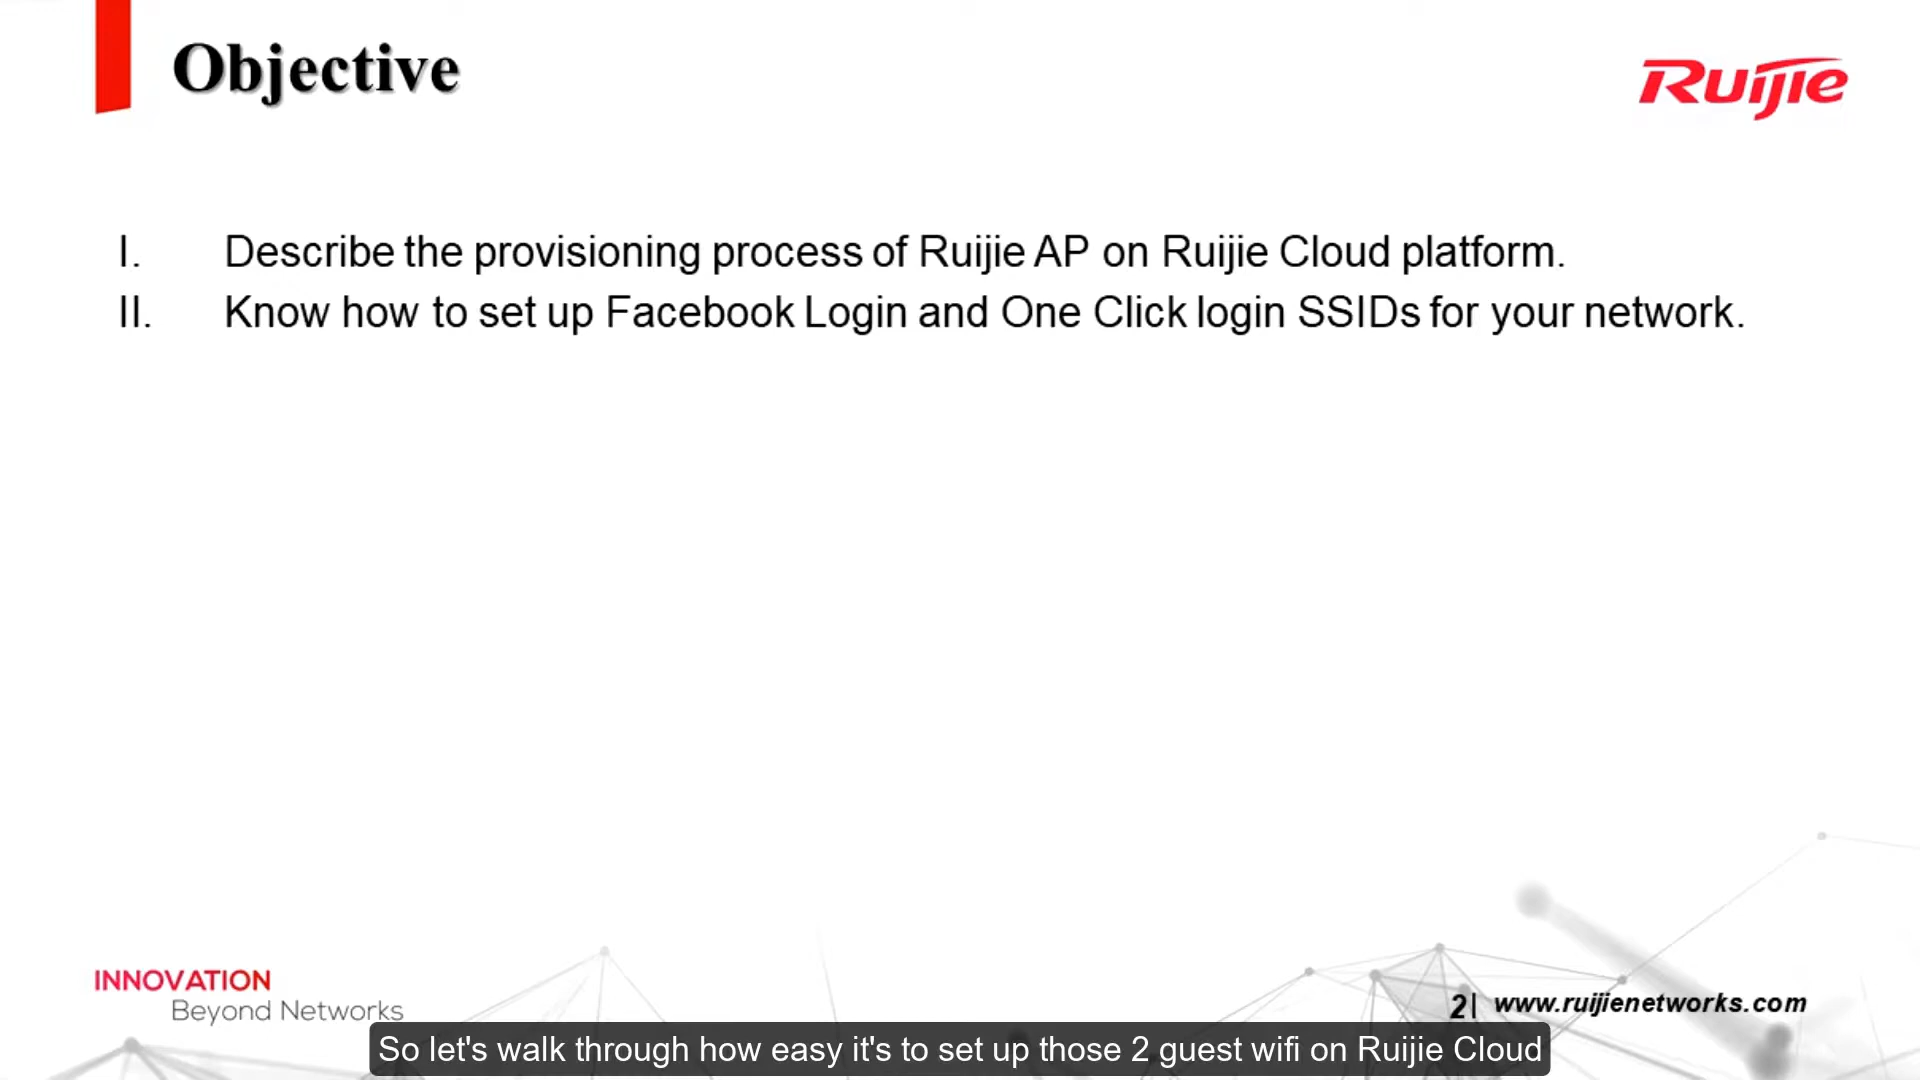 Objective
Ruijie
I. Describe the provisioning process of Ruijie AP on Ruijie Cloud platform.
II. Know how to set up Facebook Login and One Click login SSIDs for your network.
INNOVATION
Beyond Networks
2| www.ruijienetworks.com
So let's walk through how easy it's to set up those 2 guest wifi on Ruijie Cloud